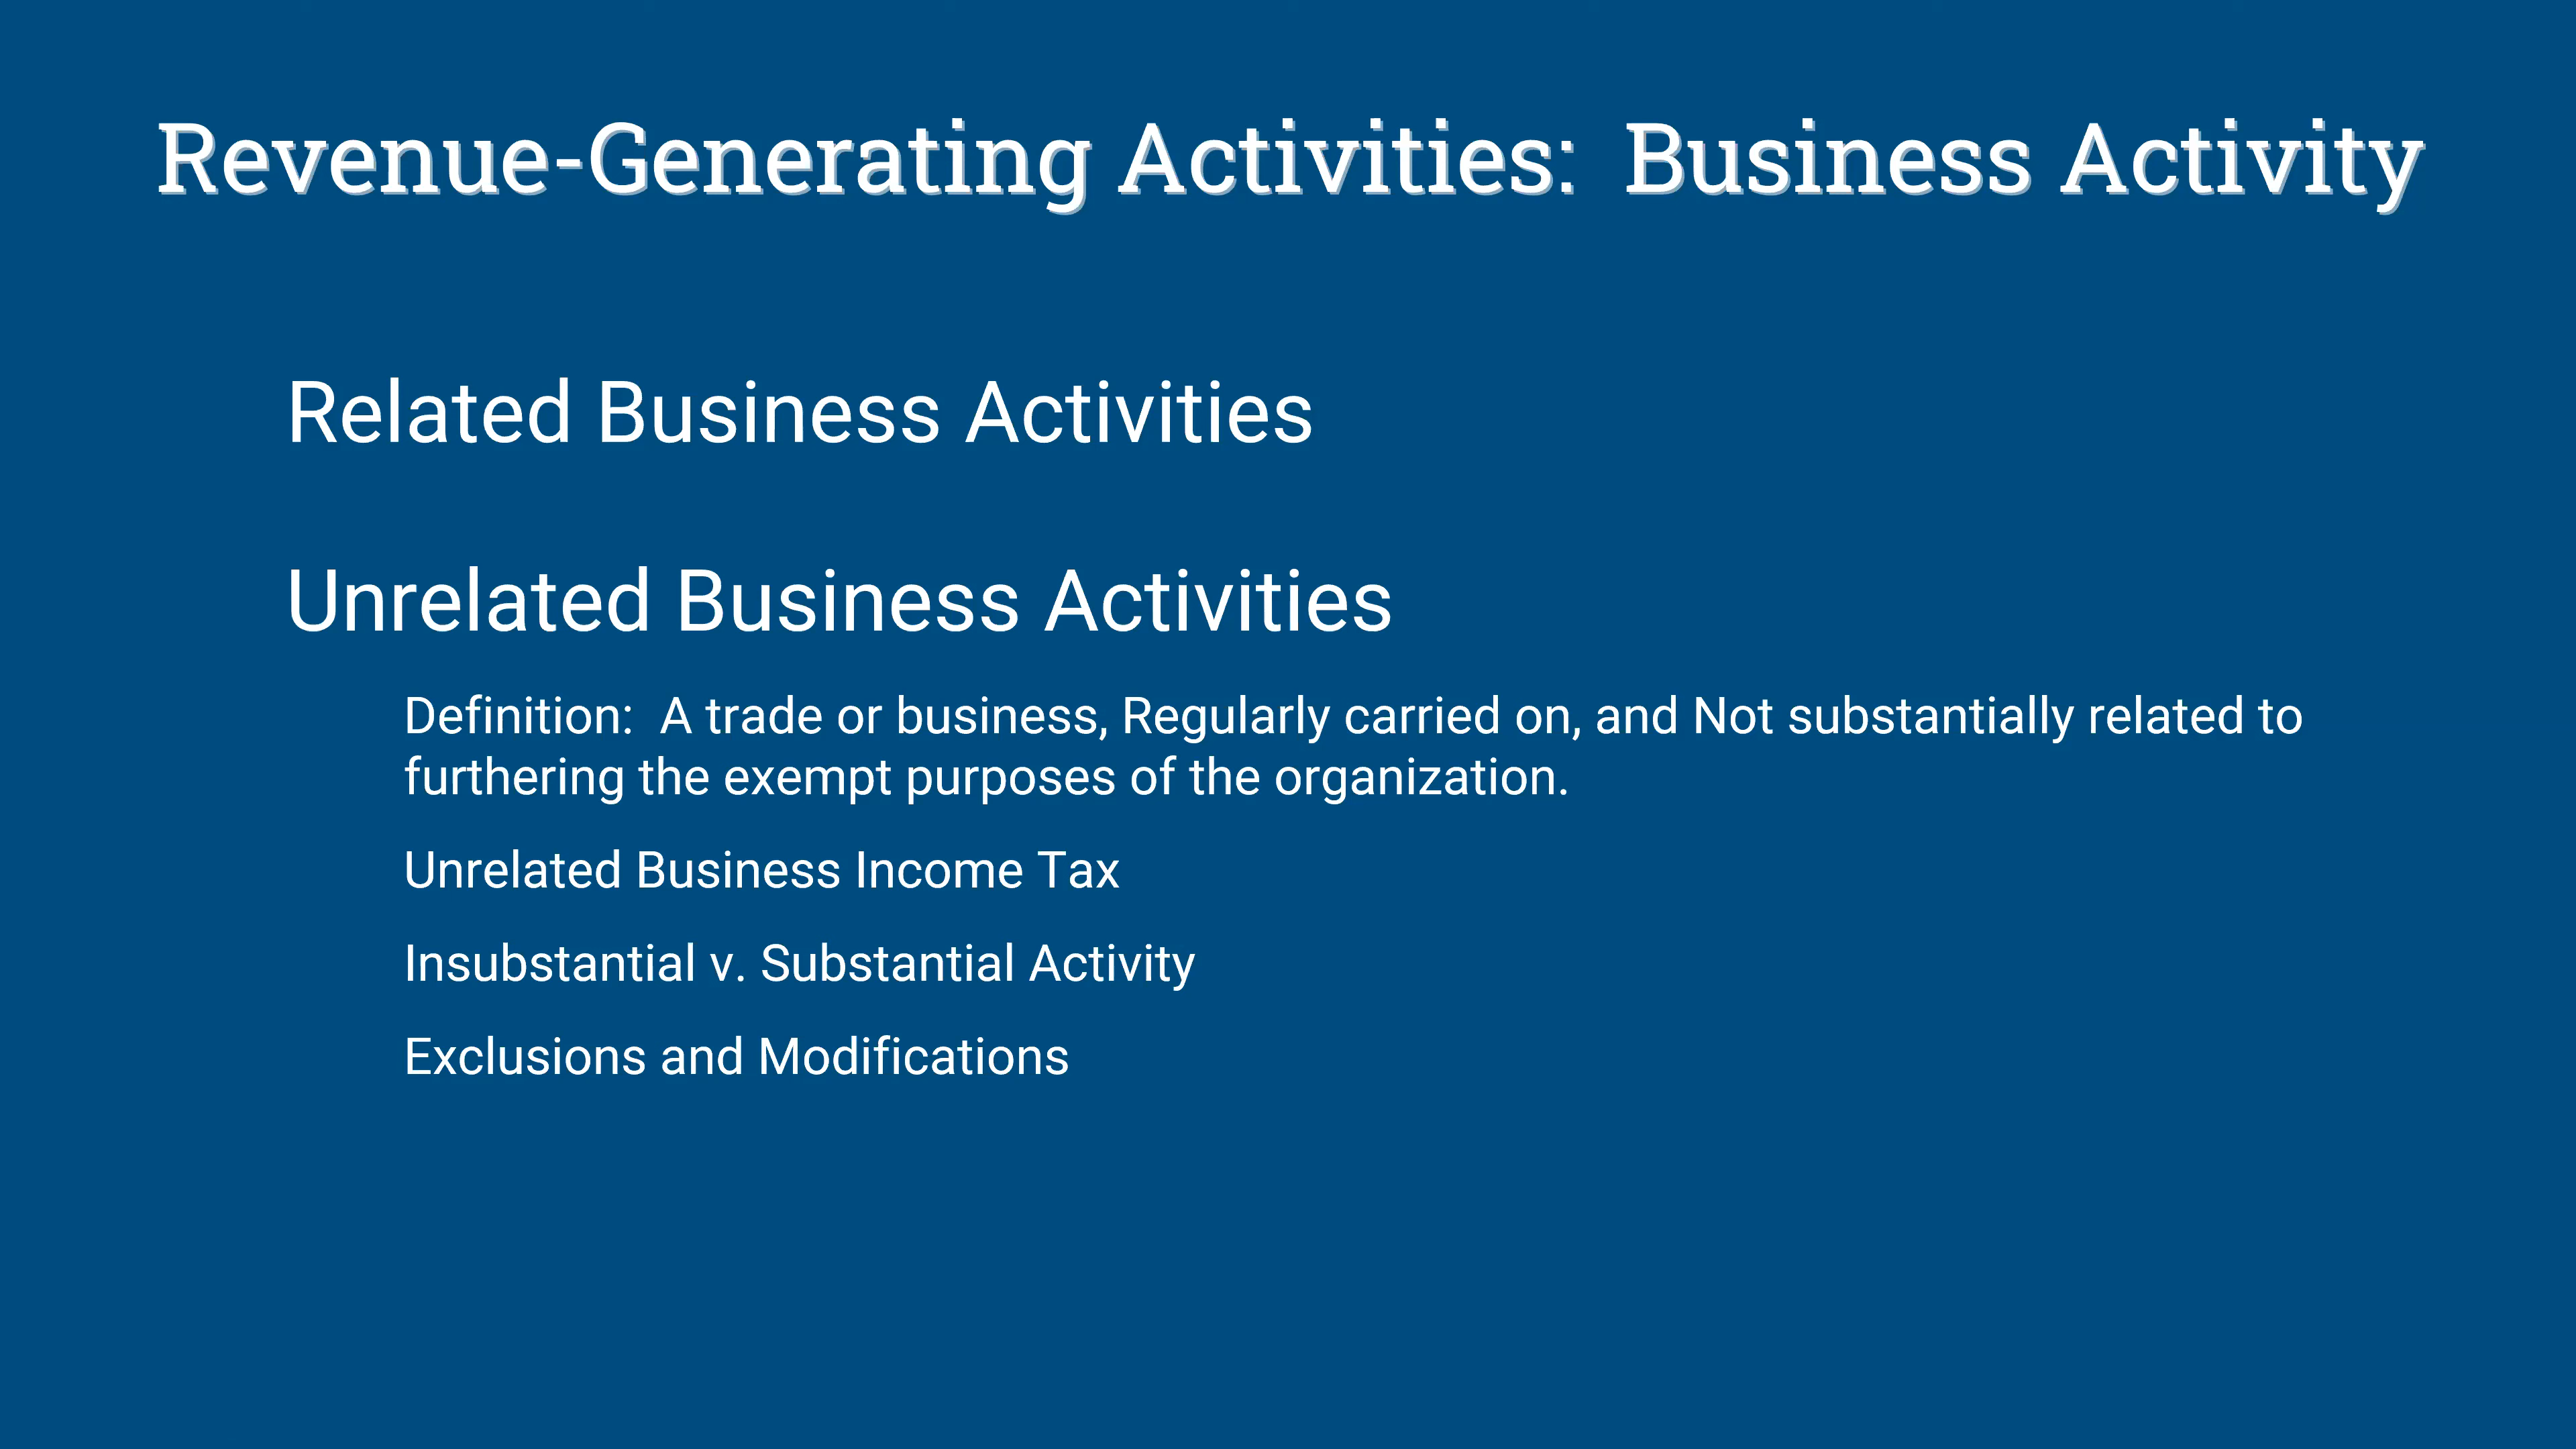 Revenue-Generating Activities:  Business Activity
Related Business Activities
Unrelated Business Activities
Definition:  A trade or business, Regularly carried on, and Not substantially related to
furthering the exempt purposes of the organization.
Unrelated Business Income Tax
Insubstantial v. Substantial Activity
Exclusions and Modifications